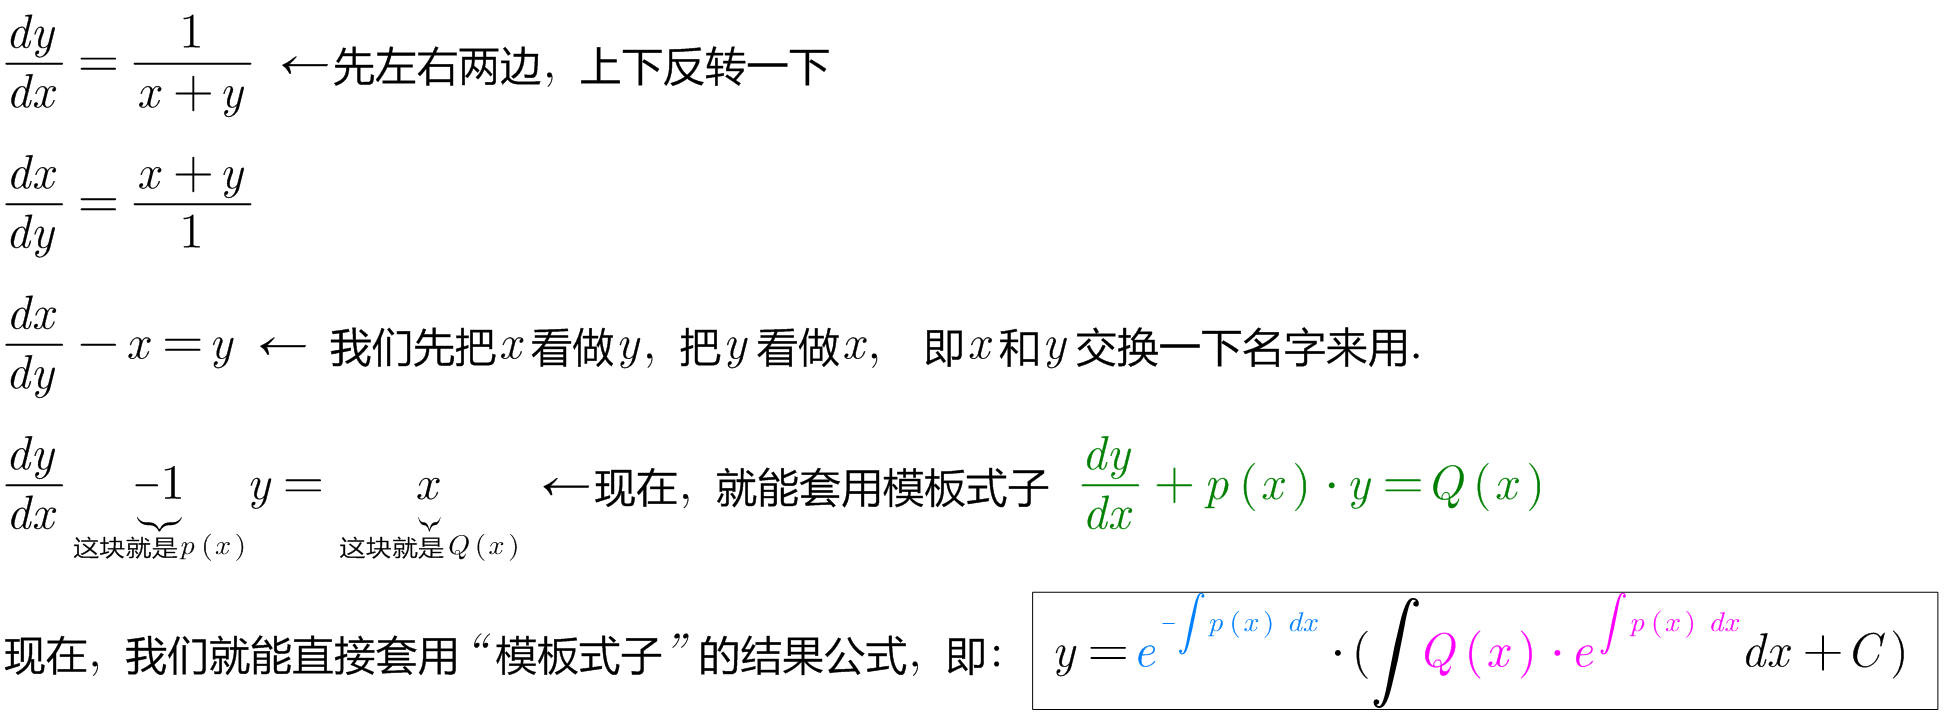 $\frac{dy}{dx} = \frac{1}{x+y}$ ←先左右两边，上下反转一下
$\frac{dx}{dy} = \frac{x+y}{1}$
$\frac{dx}{dy} - x = y$ ← 我们先把$x$看做$y$，把$y$看做$x$， 即$x$和$y$交换一下名字来用.
$\frac{dy}{dx} \underbrace{-1}_{这块就是p(x)} y = \underbrace{x}_{这块就是Q(x)}$ ←现在，就能套用模板式子 $\frac{dy}{dx} + p(x) \cdot y = Q(x)$
现在，我们就能直接套用“模板式子”的结果公式，即： $y = e^{-\int p(x) dx} \cdot (\int Q(x) \cdot e^{\int p(x) dx} dx + C)$